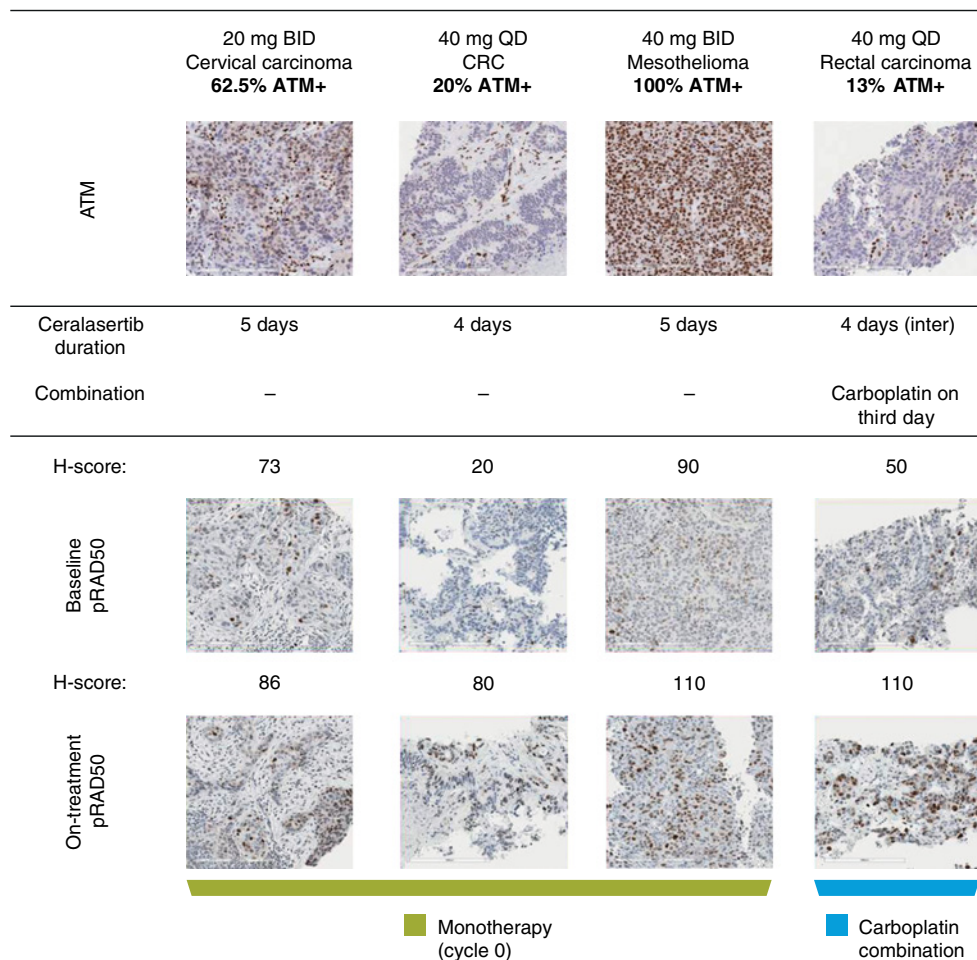 20 mg BID
Cervical carcinoma
62.5% ATM+
40 mg QD
CRC
20% ATM+
40 mg BID
Mesothelioma
100% ATM+
40 mg QD
Rectal carcinoma
13% ATM+
ATM
Ceralasertib
duration
5 days
4 days
5 days
4 days (inter)
Combination
–
–
–
Carboplatin on
third day
H-score:
73
20
90
50
Baseline
pRAD50
H-score:
86
80
110
110
On-treatment
pRAD50
Monotherapy
(cycle 0)
Carboplatin
combination